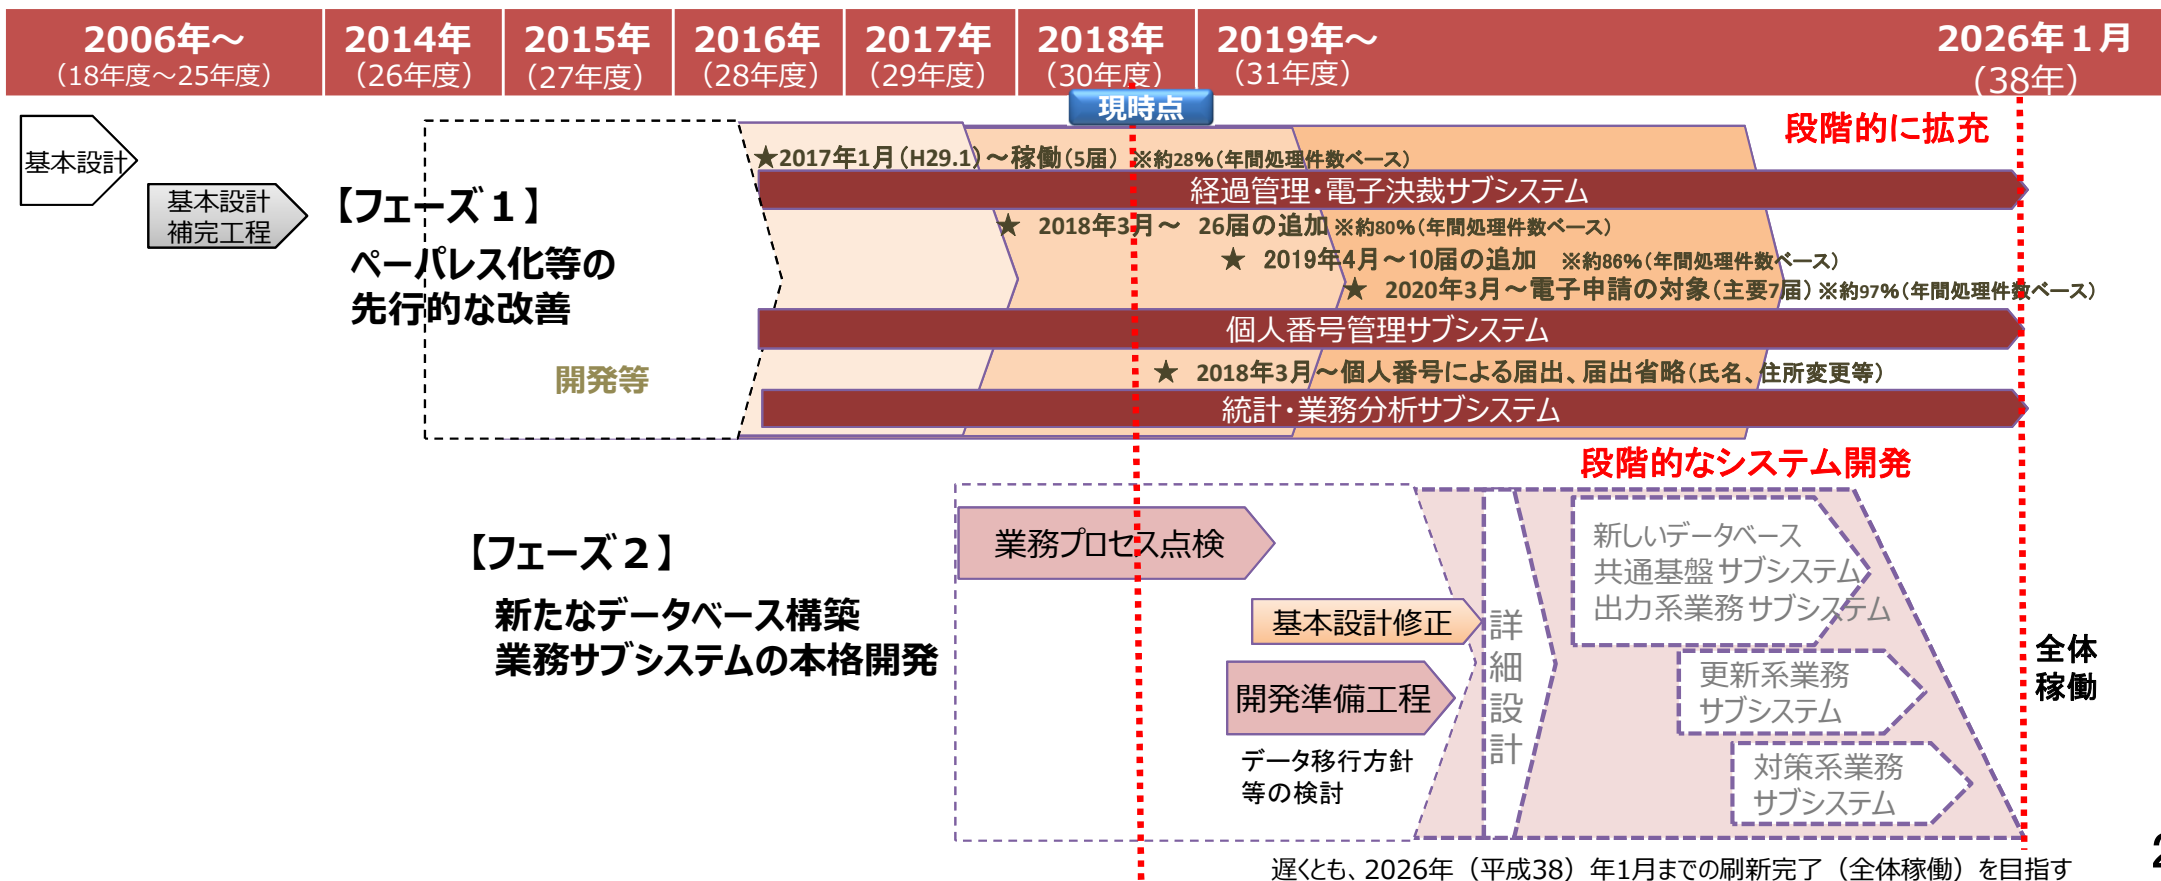 2006年～
（18年度～25年度）
2014年
（26年度）
2015年
（27年度）
2016年
（28年度）
2017年
（29年度）
2018年
（30年度）
2019年～
（31年度）
2026年１月
（38年）
現時点
段階的に拡充
基本設計
基本設計
補完工程
【フェーズ１】
ペーパレス化等の
先行的な改善
開発等
★2017年1月（H29.1）～稼働（5届） ※約28%（年間処理件数ベース）
経過管理・電子決裁サブシステム
★ 2018年3月～ 26届の追加 ※約80%（年間処理件数ベース）
★ 2019年4月～10届の追加 ※約86%（年間処理件数ベース）
★ 2020年3月～電子申請の対象（主要7届）※約97%（年間処理件数ベース）
個人番号管理サブシステム
★ 2018年3月～個人番号による届出、届出省略（氏名、住所変更等）
統計・業務分析サブシステム
段階的なシステム開発
【フェーズ２】
新たなデータベース構築
業務サブシステムの本格開発
業務プロセス点検
基本設計修正
開発準備工程
データ移行方針
等の検討
詳細設計
新しいデータベース
共通基盤サブシステム
出力系業務サブシステム
更新系業務
サブシステム
対策系業務
サブシステム
全体
稼働
遅くとも、2026年（平成38）年1月までの刷新完了（全体稼働）を目指す